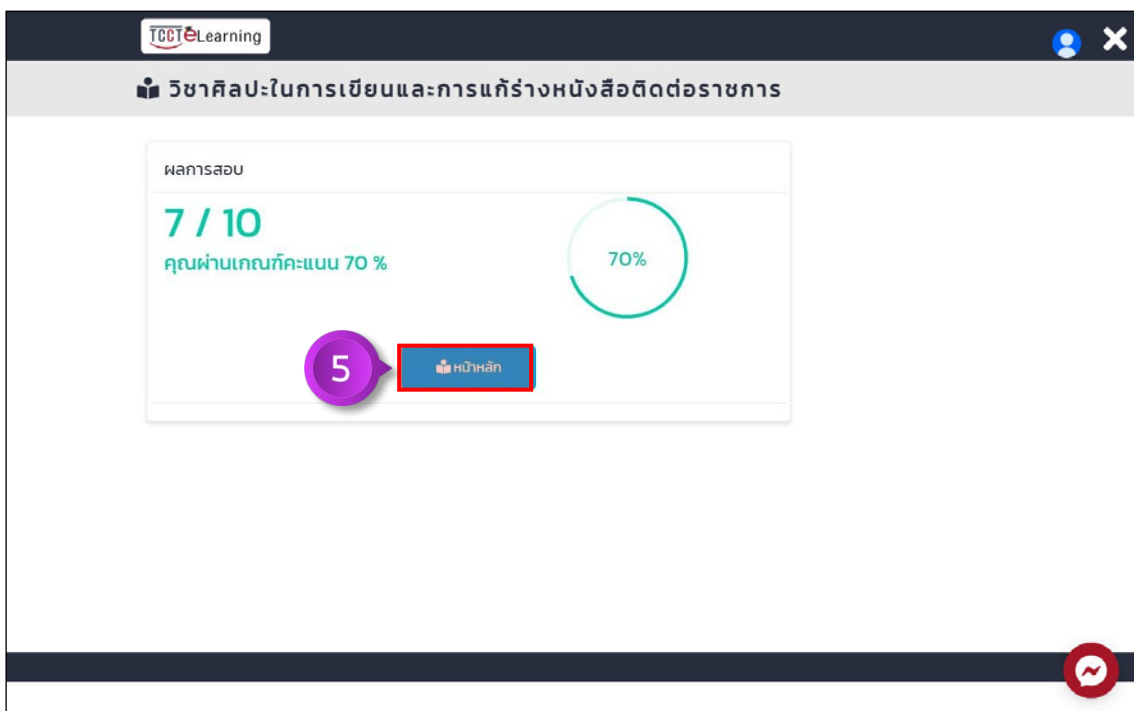 TCCTeLearning
วิชาศิลปะในการเขียนและการแก้ร่างหนังสือติดต่อราชการ
ผลการสอบ
7 / 10
คุณผ่านเกณฑ์คะแนน 70 %
70%
5
หน้าหลัก